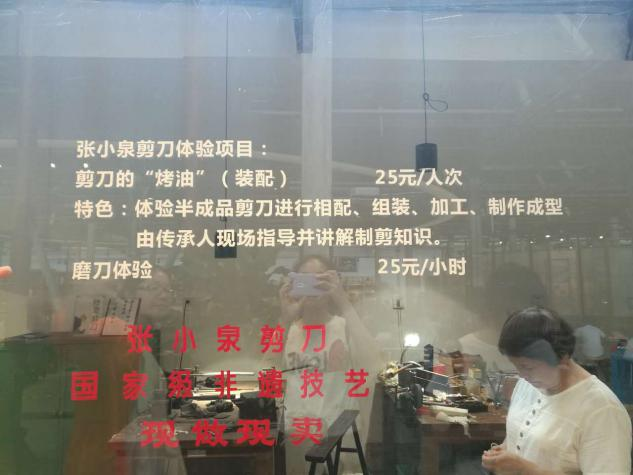 张小泉剪刀体验项目：
剪刀的“烤油”（装配） 25元/人次
特色：体验半成品剪刀进行相配、组装、加工、制作成型
由传承人现场指导并讲解制剪知识。
磨刀体验 25元/小时
张小泉剪刀
国家级非遗技艺
现做现卖